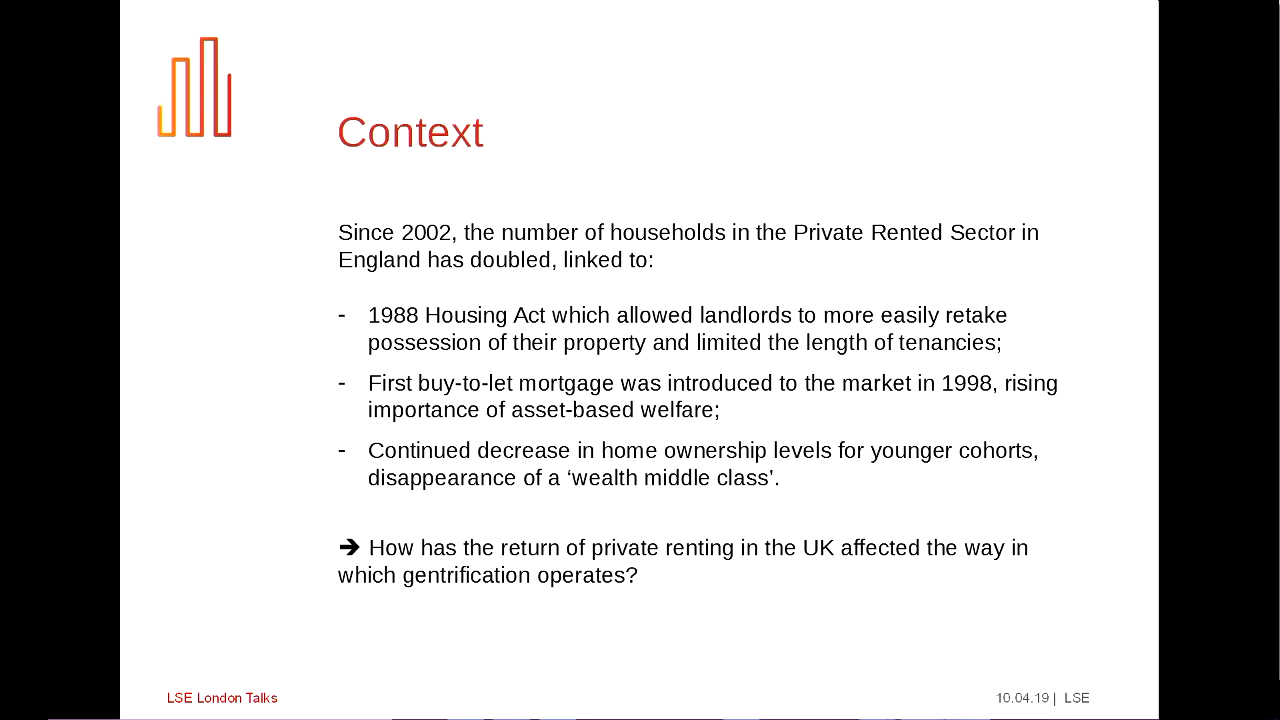 Context
Since 2002, the number of households in the Private Rented Sector in
England has doubled, linked to:
- 1988 Housing Act which allowed landlords to more easily retake
possession of their property and limited the length of tenancies;
- First buy-to-let mortgage was introduced to the market in 1998, rising
importance of asset-based welfare;
- Continued decrease in home ownership levels for younger cohorts,
disappearance of a ‘wealth middle class’.
➔ How has the return of private renting in the UK affected the way in
which gentrification operates?
LSE London Talks
10.04.19 | LSE